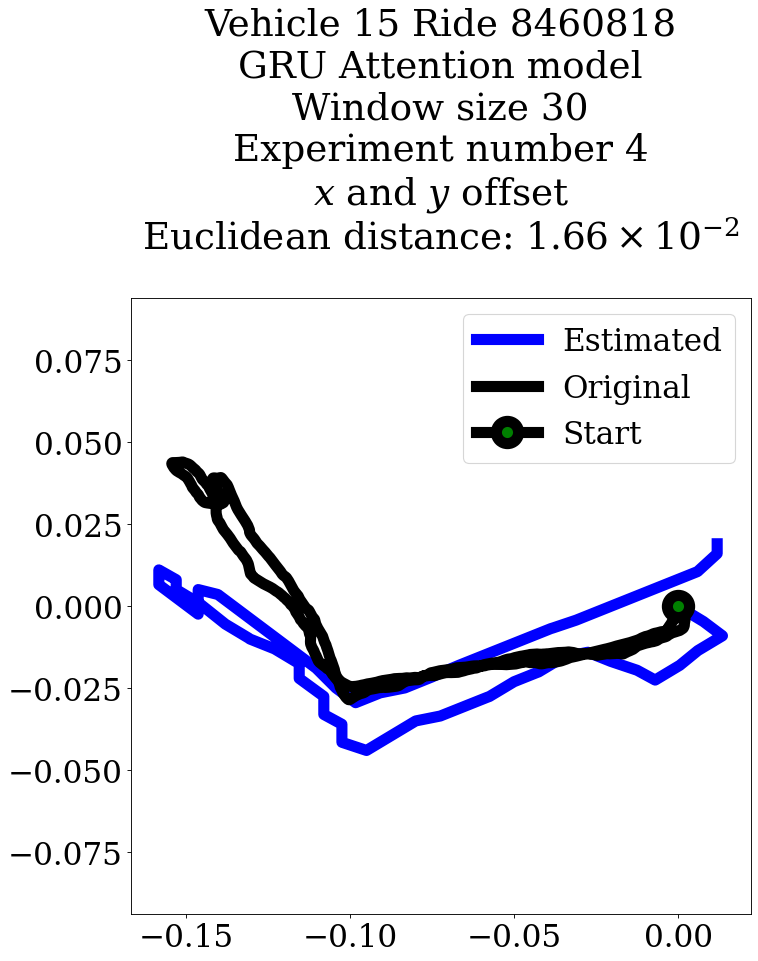 Vehicle 15 Ride 8460818
GRU Attention model
Window size 30
Experiment number 4
x and y offset
Euclidean distance: 1.66 × 10⁻²
Estimated
Original
Start
0.075
0.050
0.025
0.000
−0.025
−0.050
−0.075
−0.15 −0.10 −0.05 0.00